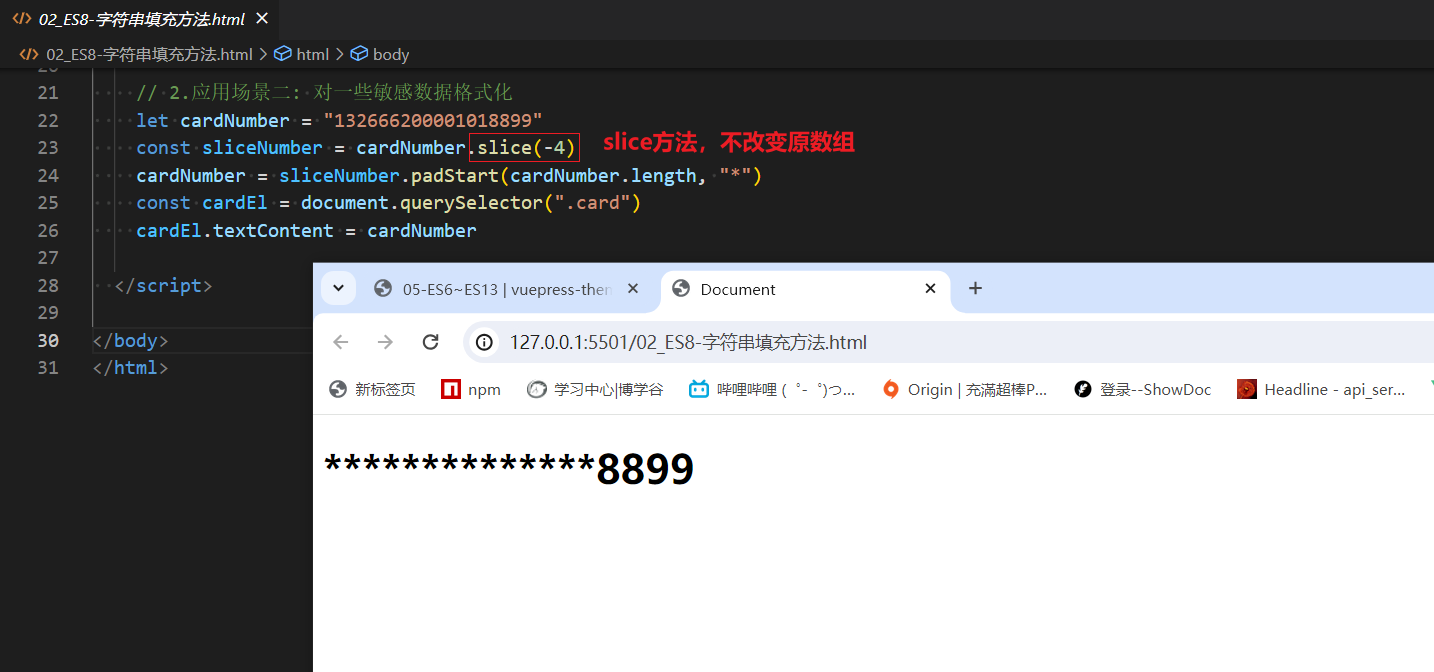 02_ES8-字符串填充方法.html
02_ES8-字符串填充方法.html > html > body
21 // 2.应用场景二: 对一些敏感数据格式化
22 let cardNumber = "132666200001018899"
23 const sliceNumber = cardNumber.slice(-4) slice方法，不改变原数组
24 cardNumber = sliceNumber.padStart(cardNumber.length, "*")
25 const cardEl = document.querySelector(".card")
26 cardEl.textContent = cardNumber
27
28 </script>
29
30 </body>
31 </html>
05-ES6~ES13 | vuepress-then Document
127.0.0.1:5501/02_ES8-字符串填充方法.html
新标签页 npm 学习中心|博学谷 哔哩哔哩 (゜-゜)つ... Origin | 充滿超棒P... 登录--ShowDoc Headline - api_ser...
**************8899